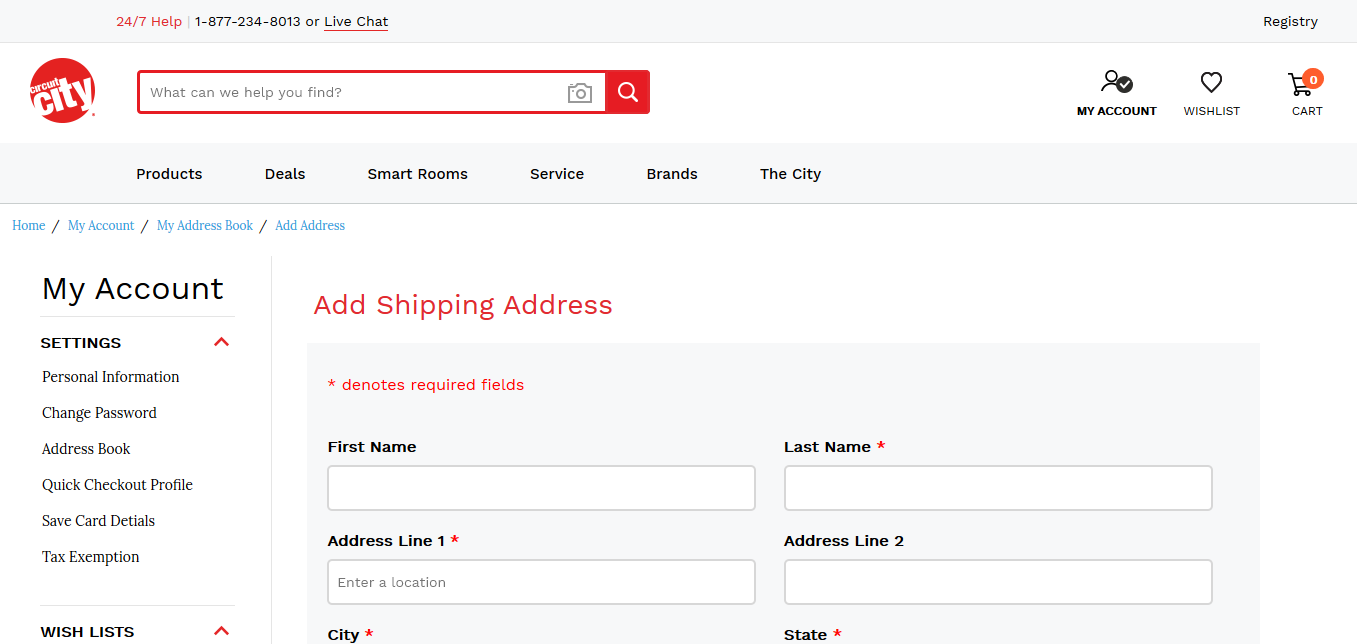 24/7 Help | 1-877-234-8013 or Live Chat
Registry
circuit
city
What can we help you find?
MY ACCOUNT
WISHLIST
0
CART
Products
Deals
Smart Rooms
Service
Brands
The City
Home / My Account / My Address Book / Add Address
My Account
SETTINGS
Personal Information
Change Password
Address Book
Quick Checkout Profile
Save Card Detials
Tax Exemption
WISH LISTS
Add Shipping Address
* denotes required fields
First Name
Last Name *
Address Line 1 *
Address Line 2
Enter a location
City *
State *